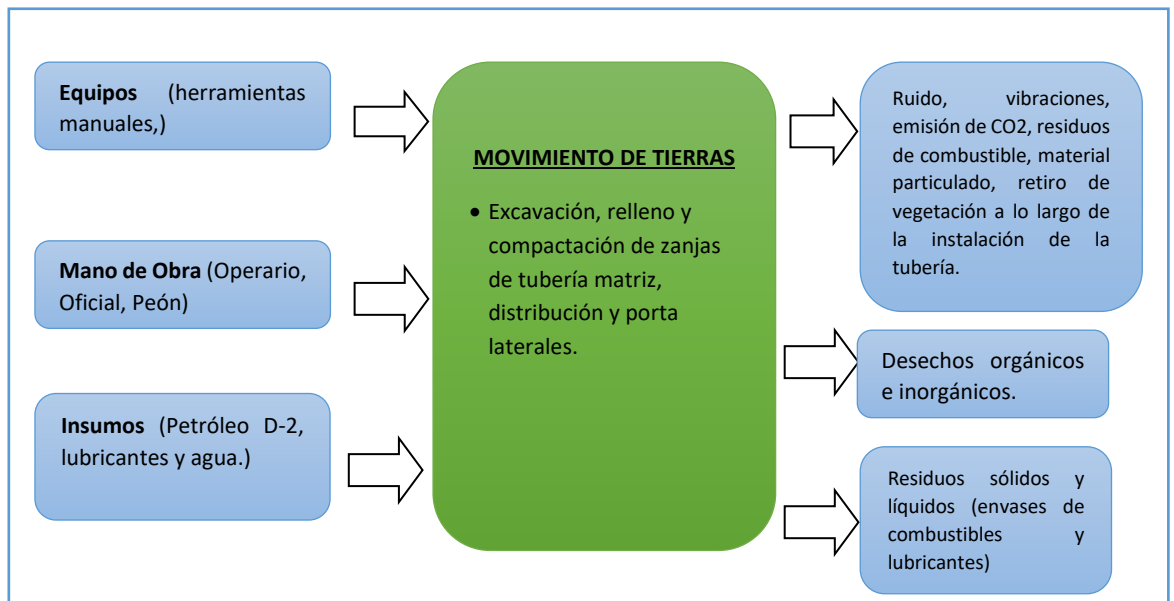 Equipos (herramientas
manuales,)
Mano de Obra (Operario,
Oficial, Peón)
Insumos (Petróleo D-2,
lubricantes y agua.)
MOVIMIENTO DE TIERRAS
• Excavación, relleno y
compactación de zanjas
de tubería matriz,
distribución y porta
laterales.
Ruido, vibraciones,
emisión de CO2, residuos
de combustible, material
particulado, retiro de
vegetación a lo largo de
la instalación de la
tubería.
Desechos orgánicos
e inorgánicos.
Residuos sólidos y
líquidos (envases de
combustibles y
lubricantes)